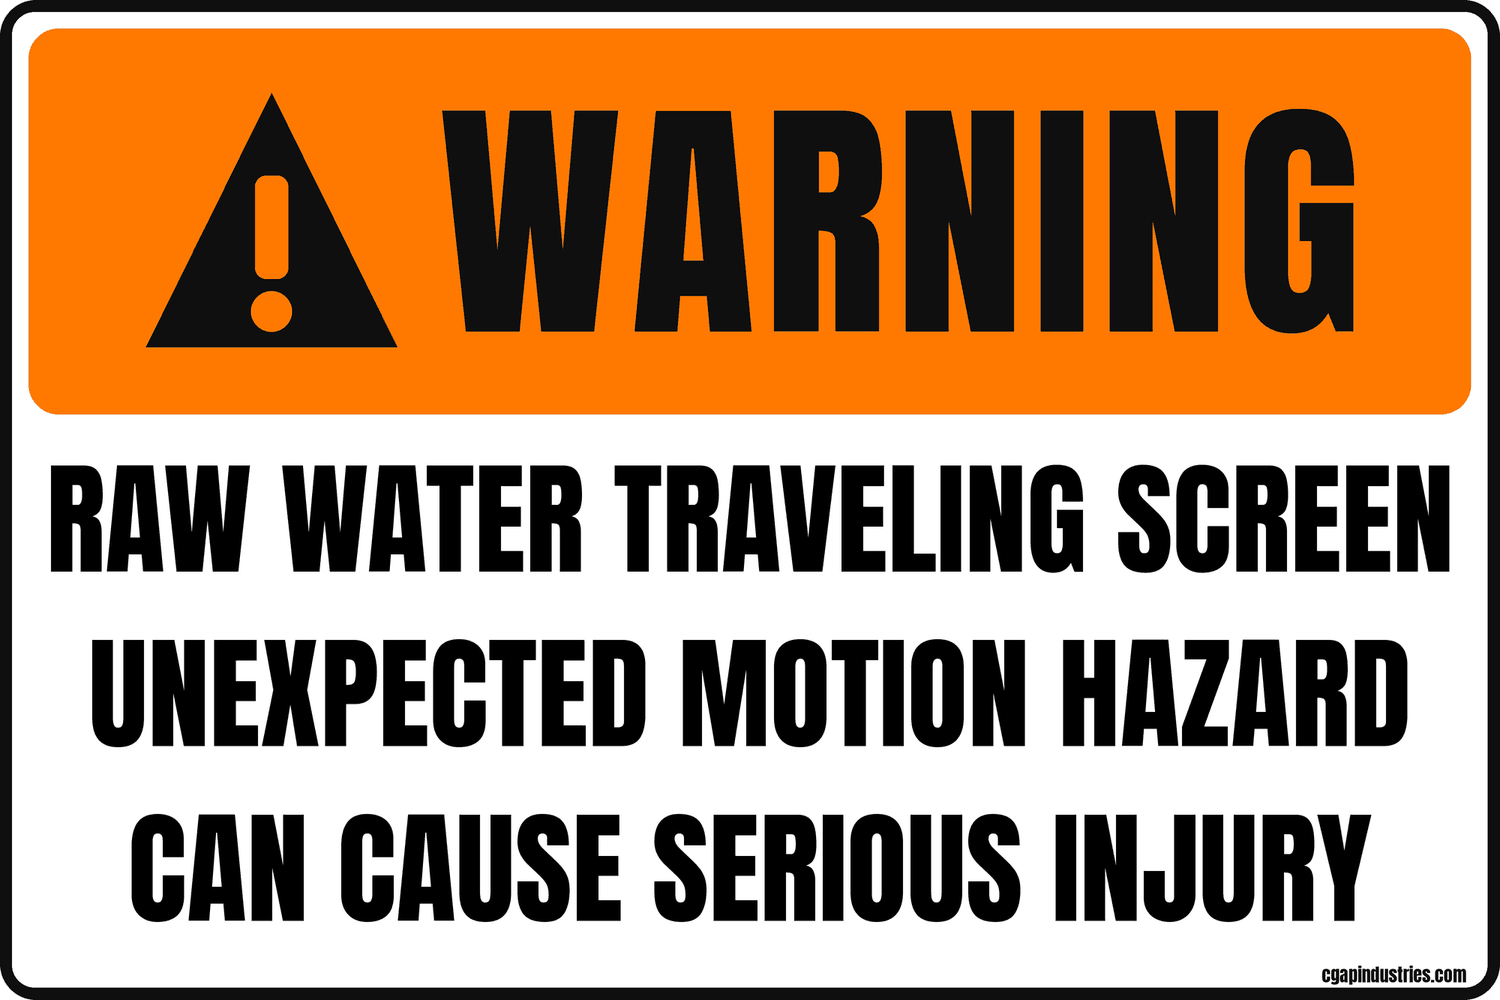 WARNING
RAW WATER TRAVELING SCREEN
UNEXPECTED MOTION HAZARD
CAN CAUSE SERIOUS INJURY
cgapindustries.com